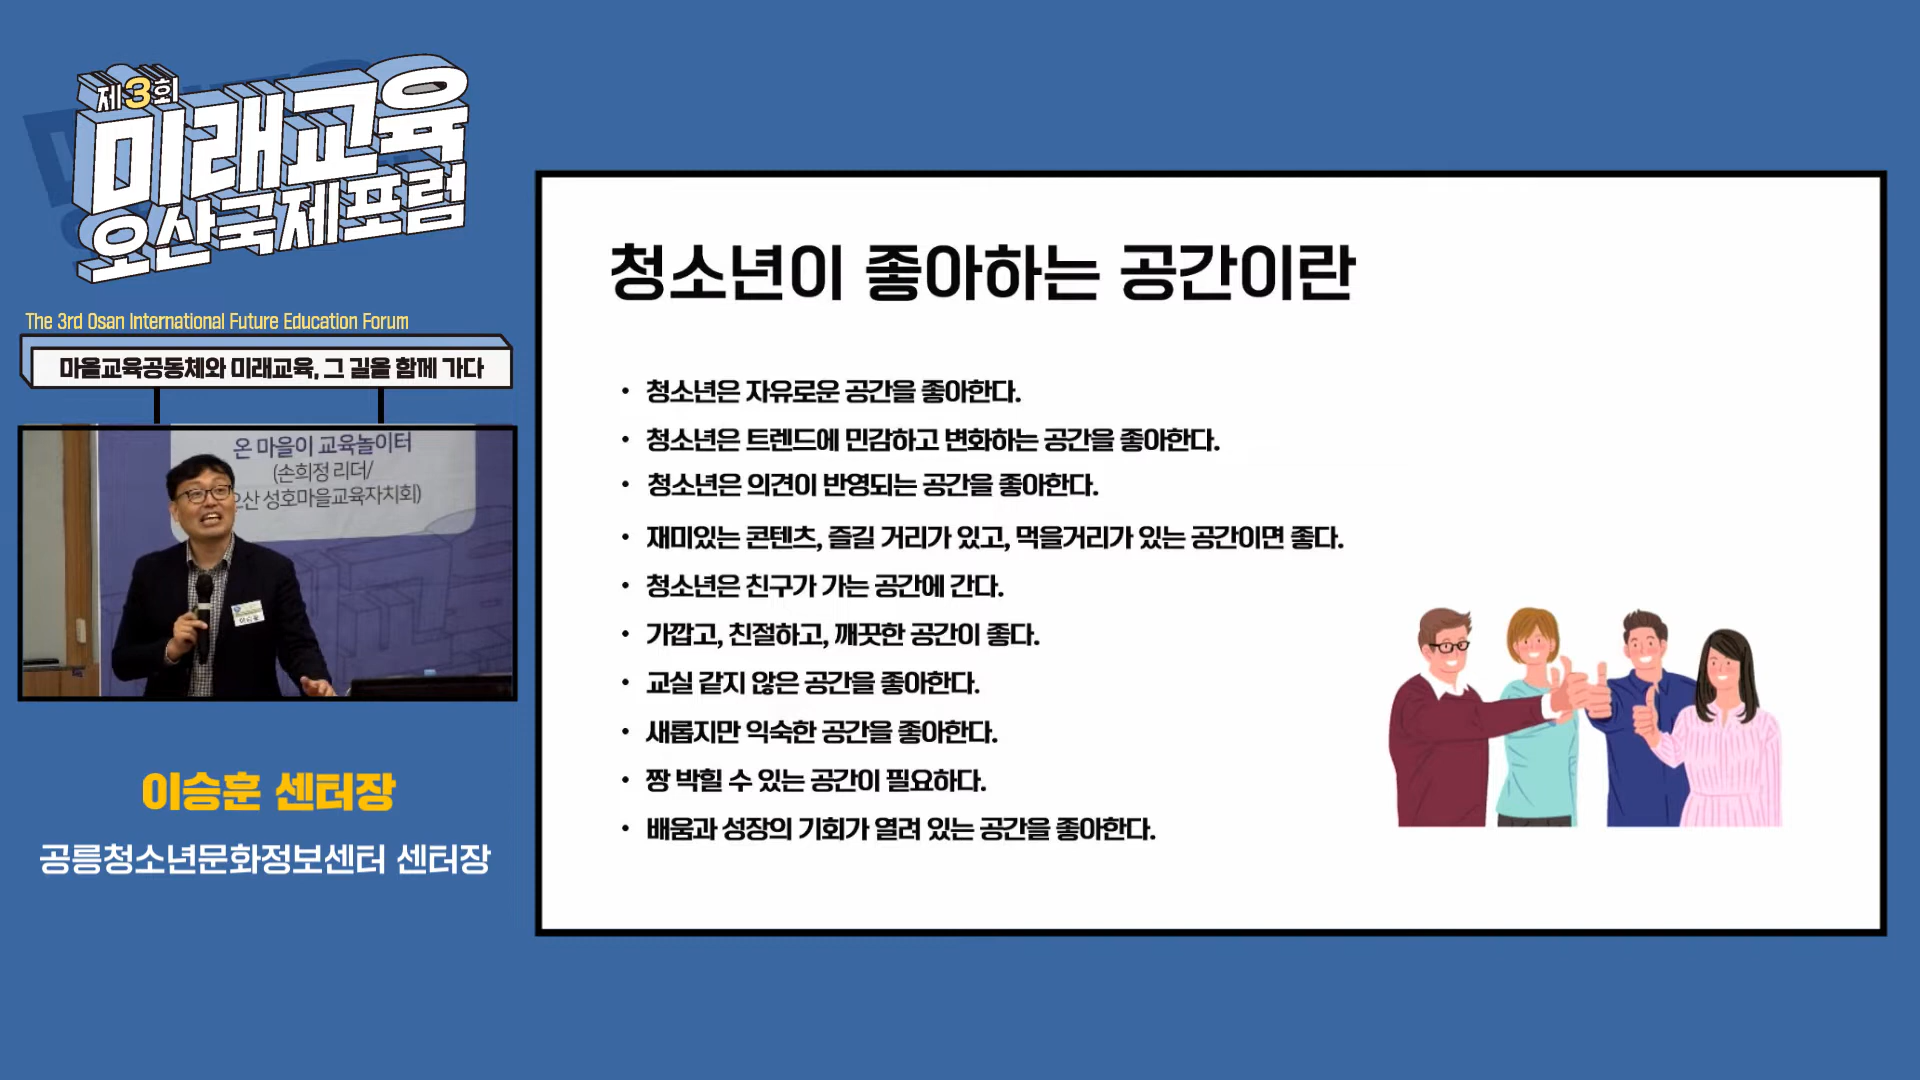 제3회
미래교육
오산국제포럼
The 3rd Osan International Future Education Forum
마을교육공동체와 미래교육, 그 길을 함께 가다
온 마을이 교육놀이터
(손희정 리더/
오산 성호마을교육자치회)
이승훈 센터장
공릉청소년문화정보센터 센터장
청소년이 좋아하는 공간이란
• 청소년은 자유로운 공간을 좋아한다.
• 청소년은 트렌드에 민감하고 변화하는 공간을 좋아한다.
• 청소년은 의견이 반영되는 공간을 좋아한다.
• 재미있는 콘텐츠, 즐길 거리가 있고, 먹을거리가 있는 공간이면 좋다.
• 청소년은 친구가 가는 공간에 간다.
• 가깝고, 친절하고, 깨끗한 공간이 좋다.
• 교실 같지 않은 공간을 좋아한다.
• 새롭지만 익숙한 공간을 좋아한다.
• 짱 박힐 수 있는 공간이 필요하다.
• 배움과 성장의 기회가 열려 있는 공간을 좋아한다.